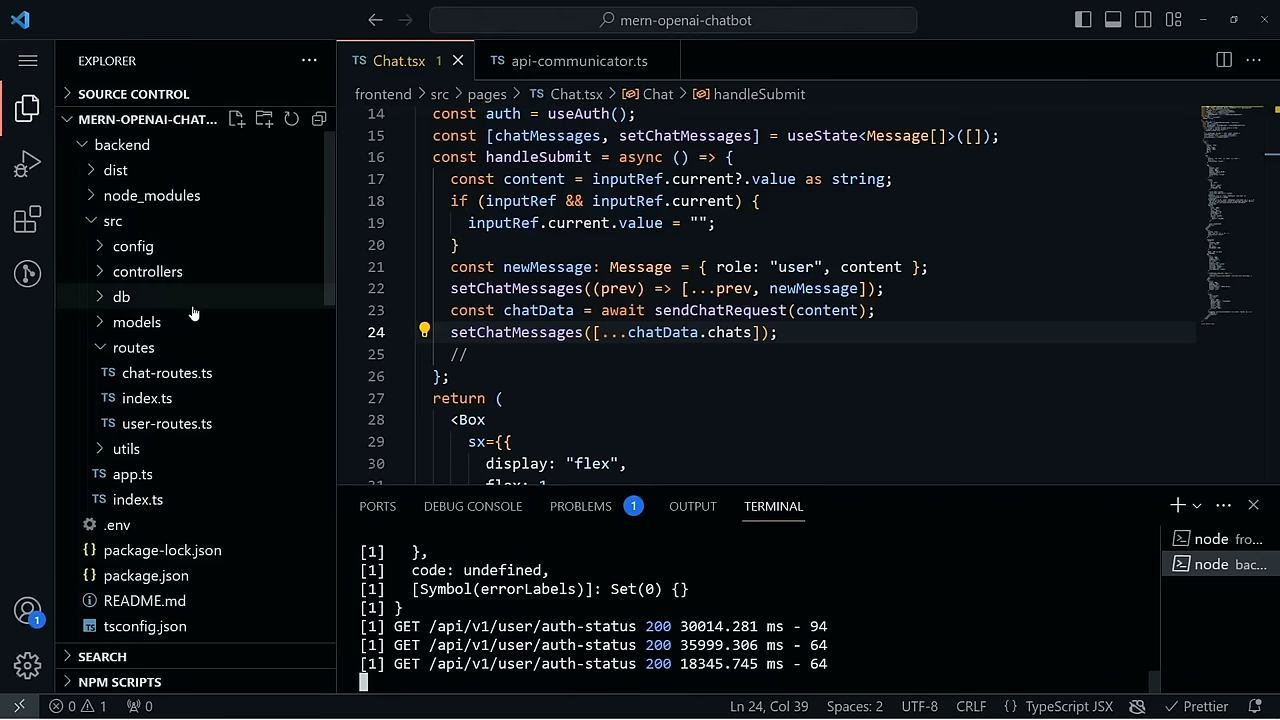 mern-openai-chatbot
EXPLORER
SOURCE CONTROL
MERN-OPENAI-CHAT...
backend
dist
node_modules
src
config
controllers
db
models
routes
TS chat-routes.ts
TS index.ts
TS user-routes.ts
utils
TS app.ts
TS index.ts
.env
{} package-lock.json
{} package.json
README.md
TS tsconfig.json
SEARCH
NPM SCRIPTS
1
TS Chat.tsx 1
TS api-communicator.ts
frontend > src > pages > TS Chat.tsx > Chat > handleSubmit
14 const auth = useAuth();
15 const [chatMessages, setChatMessages] = useState<Message[]>([]);
16 const handleSubmit = async () => {
17 const content = inputRef.current?.value as string;
18 if (inputRef && inputRef.current) {
19 inputRef.current.value = "";
20 }
21 const newMessage: Message = { role: "user", content };
22 setChatMessages((prev) => [...prev, newMessage]);
23 const chatData = await sendChatRequest(content);
24 setChatMessages([...chatData.chats]);
25 //
26 };
27 return (
28 <Box
29 sx={{
30 display: "flex",
PORTS DEBUG CONSOLE PROBLEMS 1 OUTPUT TERMINAL
[1] },
[1] code: undefined,
[1] [Symbol(errorLabels)]: Set(0) {}
[1] }
[1] GET /api/v1/user/auth-status 200 30014.281 ms - 94
[1] GET /api/v1/user/auth-status 200 35999.306 ms - 64
[1] GET /api/v1/user/auth-status 200 18345.745 ms - 64
node fro...
node bac...
0 1 0
Ln 24, Col 39
Spaces: 2
UTF-8
CRLF
{} TypeScript JSX
Prettier